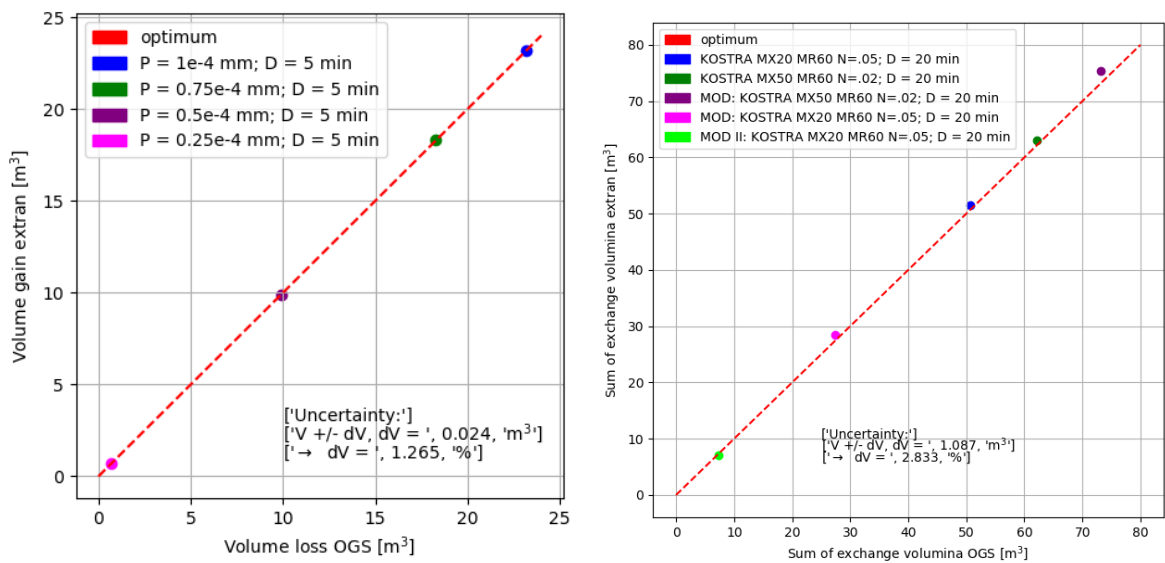 25
20
15
10
5
0
Volume gain extran [m³]
optimum
P = 1e-4 mm; D = 5 min
P = 0.75e-4 mm; D = 5 min
P = 0.5e-4 mm; D = 5 min
P = 0.25e-4 mm; D = 5 min
['Uncertainty:']
['V +/- dV, dV = ', 0.024, 'm³']
['→ dV = ', 1.265, '%']
0 5 10 15 20 25
Volume loss OGS [m³]
80
70
60
50
40
30
20
10
0
Sum of exchange volumina extran [m³]
optimum
KOSTRA MX20 MR60 N=.05; D = 20 min
KOSTRA MX50 MR60 N=.02; D = 20 min
MOD: KOSTRA MX50 MR60 N=.02; D = 20 min
MOD: KOSTRA MX20 MR60 N=.05; D = 20 min
MOD II: KOSTRA MX20 MR60 N=.05; D = 20 min
['Uncertainty:']
['V +/- dV, dV = ', 1.087, 'm³']
['→ dV = ', 2.833, '%']
0 10 20 30 40 50 60 70 80
Sum of exchange volumina OGS [m³]